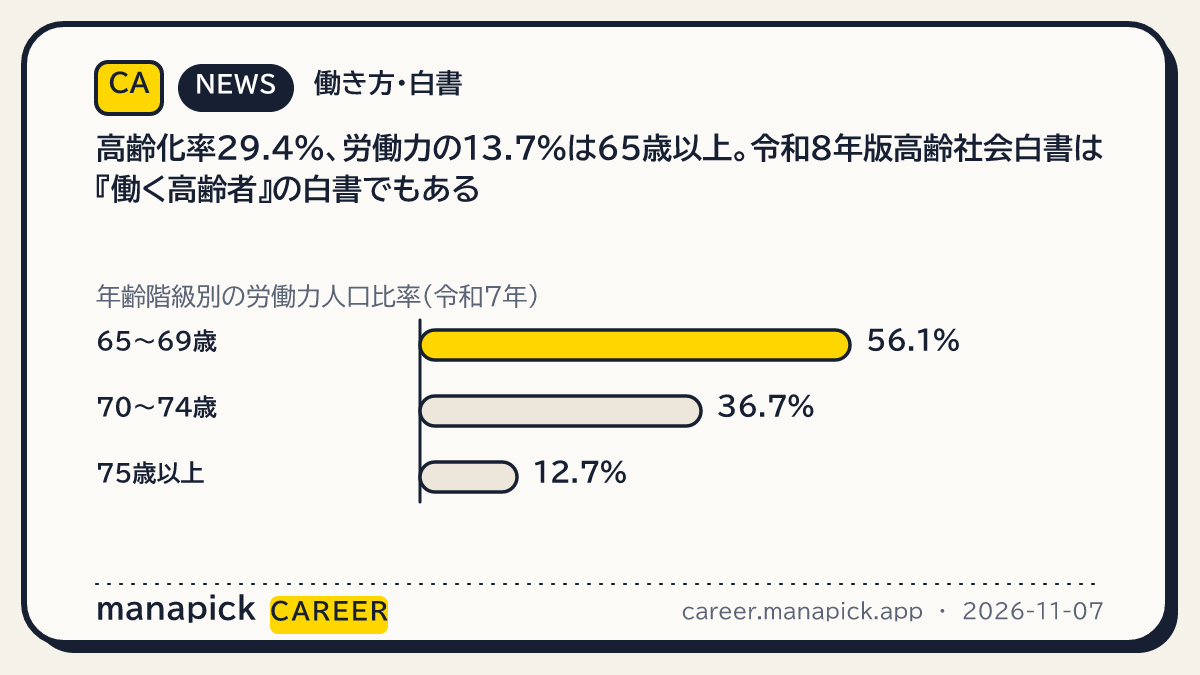 CA NEWS 働き方・白書
高齢化率29.4%、労働力の13.7%は65歳以上。令和8年版高齢社会白書は
『働く高齢者』の白書でもある
年齢階級別の労働力人口比率（令和7年）
65〜69歳 56.1%
70〜74歳 36.7%
75歳以上 12.7%
manapick CAREER career.manapick.app ・ 2026-11-07